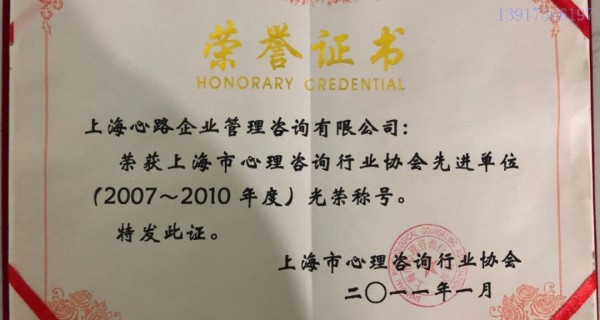 荣誉证书
HONORARY CREDENTIAL
上海心路企业管理咨询有限公司:
荣获上海市心理咨询行业协会先进单位
(2007～2010年度)光荣称号。
特发此证。
上海市心理咨询行业协会
二〇一一年一月